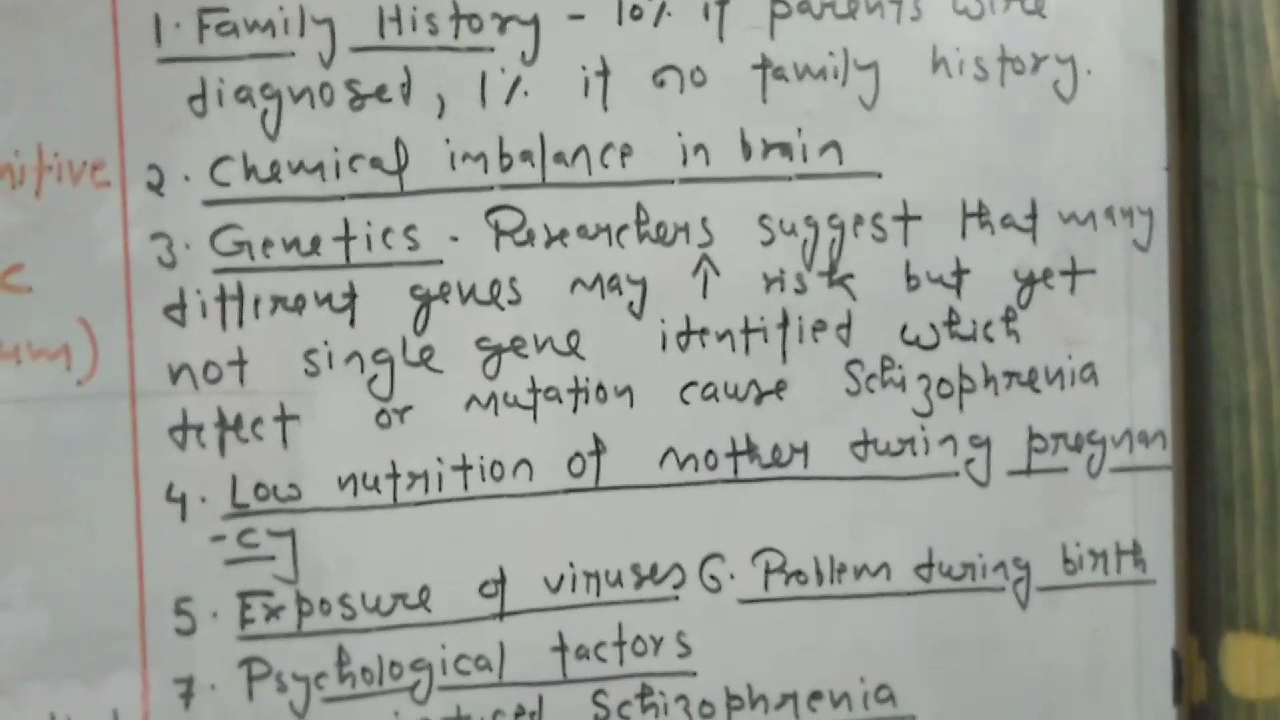 1. Family History - 10% if parents were
diagnosed, 1% if no family history.
nitive
2. Chemical imbalance in brain
3. Genetics. Researchers suggest that many
different genes may ↑ risk but yet
not single gene identified which
um)
defect or mutation cause Schizophrenia
4. Low nutrition of mother during pregnan
-cy
5. Exposure of viruses 6. Problem during birth
7. Psychological factors
Schizophrenia